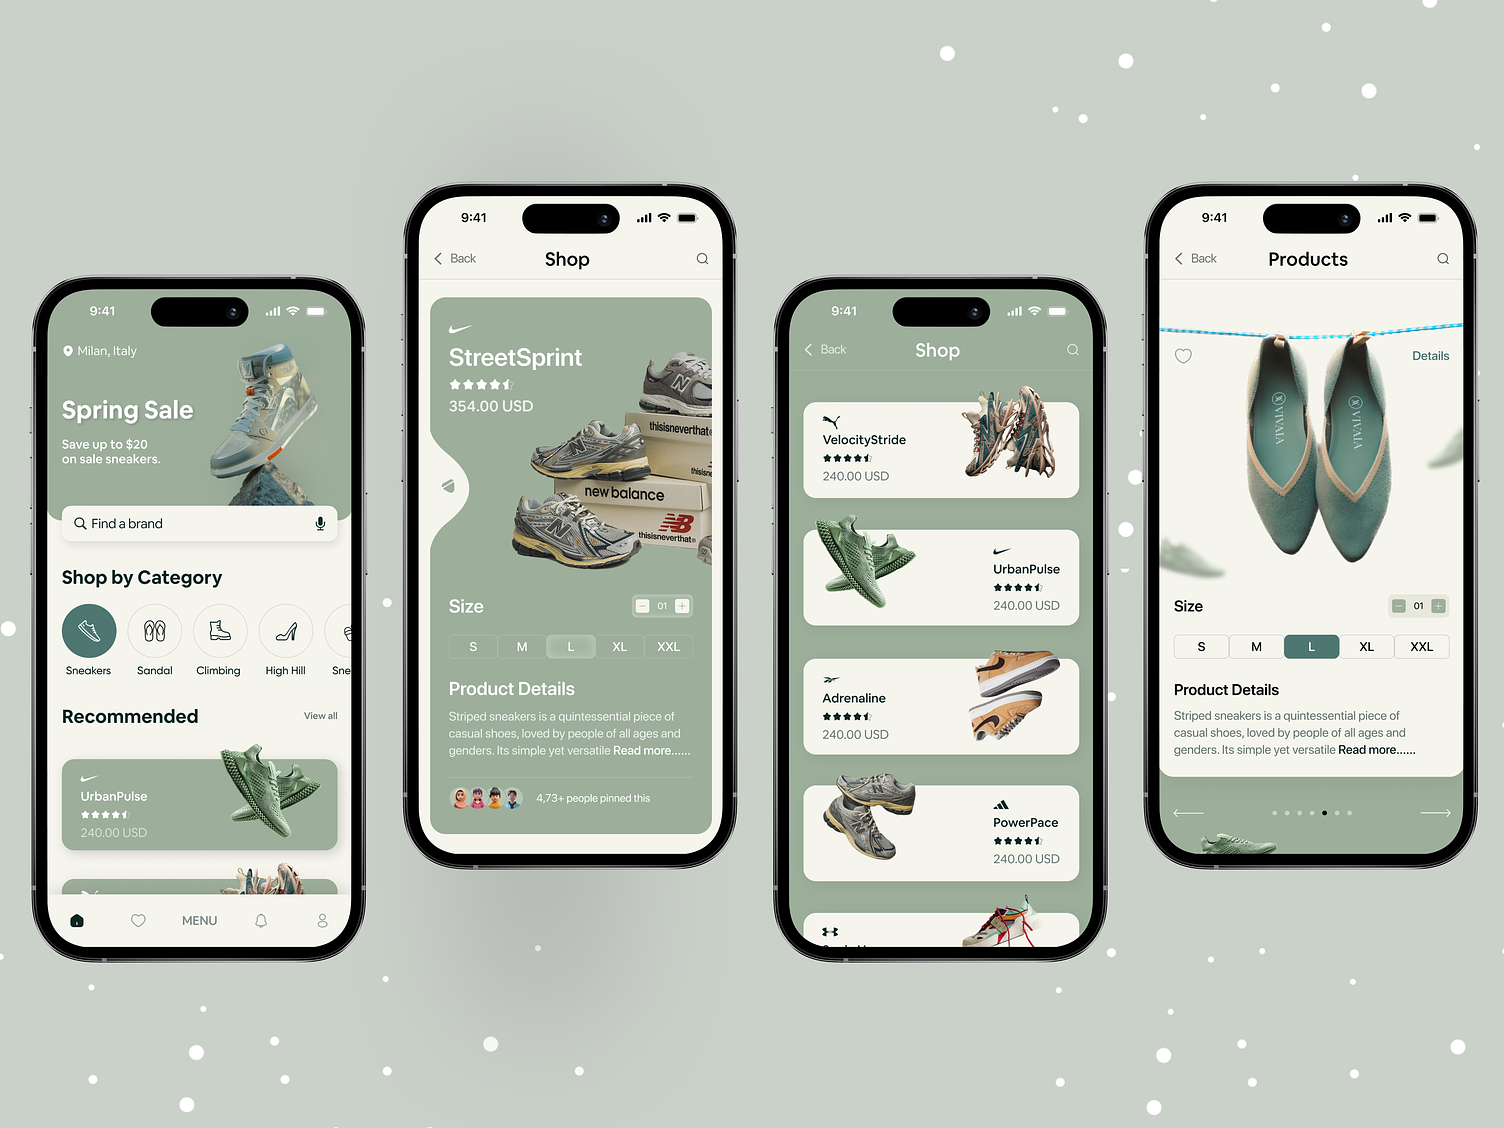 9:41
Milan, Italy
Spring Sale
Save up to $20
on sale sneakers.
Find a brand
Shop by Category
Sneakers
Sandal
Climbing
High Hill
Sne
Recommended
View all
UrbanPulse
240.00 USD
MENU
9:41
Back
Shop
StreetSprint
354.00 USD
thisisneverthat
thisisn
new balance
thisisneverthat®
Size
01
S
M
L
XL
XXL
Product Details
Striped sneakers is a quintessential piece of
casual shoes, loved by people of all ages and
genders. Its simple yet versatile Read more......
4,73+ people pinned this
9:41
Back
Shop
VelocityStride
240.00 USD
UrbanPulse
240.00 USD
Adrenaline
240.00 USD
PowerPace
240.00 USD
9:41
Back
Products
Details
VIVAIA
VIVAIA
Size
01
S
M
L
XL
XXL
Product Details
Striped sneakers is a quintessential piece of
casual shoes, loved by people of all ages and
genders. Its simple yet versatile Read more......